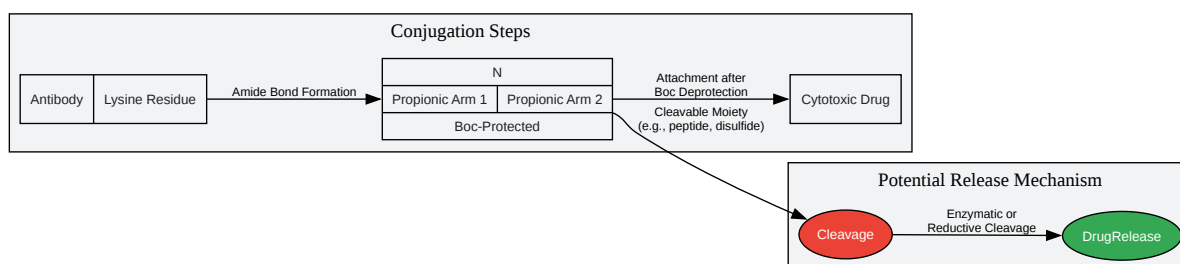 Conjugation Steps
Antibody
Lysine Residue
Amide Bond Formation
N
Propionic Arm 1
Propionic Arm 2
Boc-Protected
Attachment after
Boc Deprotection
Cleavable Moiety
(e.g., peptide, disulfide)
Cytotoxic Drug
Potential Release Mechanism
Cleavage
Enzymatic or
Reductive Cleavage
DrugRelease